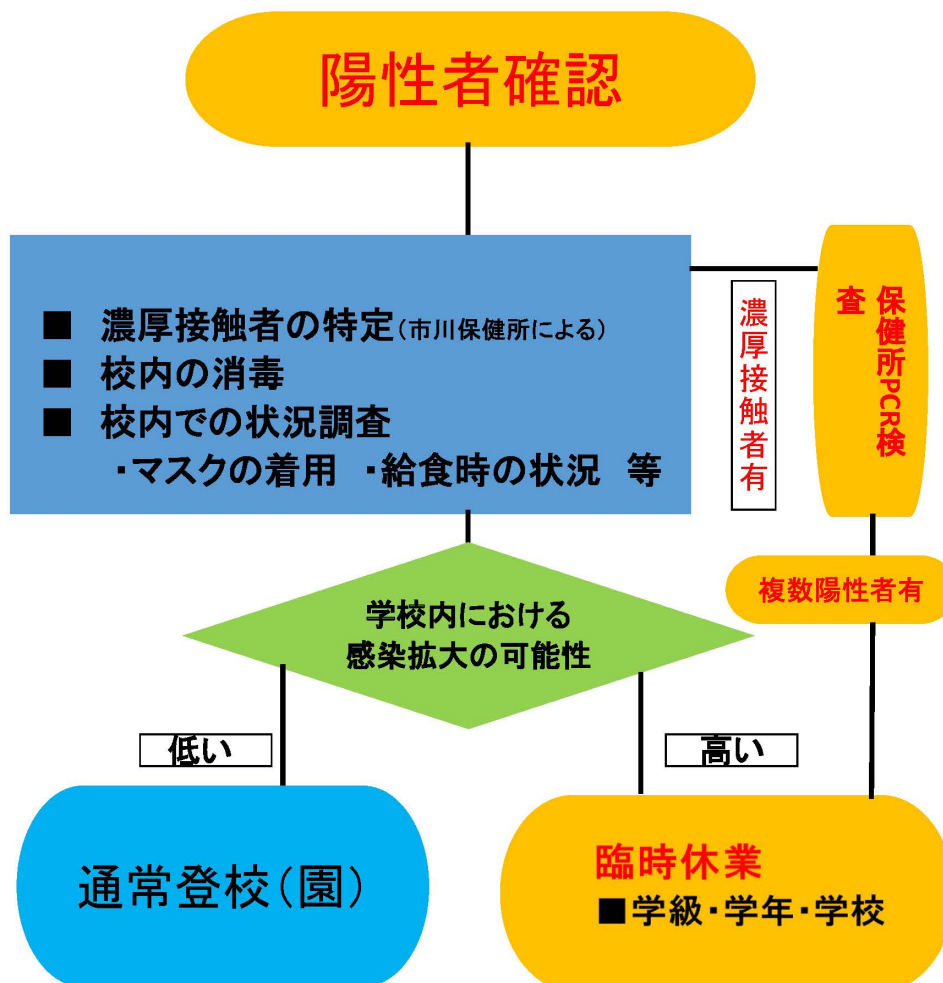 陽性者確認
■ 濃厚接触者の特定(市川保健所による)
■ 校内の消毒
■ 校内での状況調査
・マスクの着用 ・給食時の状況 等
濃厚接触者有
保健所PCR検
査
複数陽性者有
学校内における
感染拡大の可能性
低い
高い
通常登校(園)
臨時休業
■学級・学年・学校